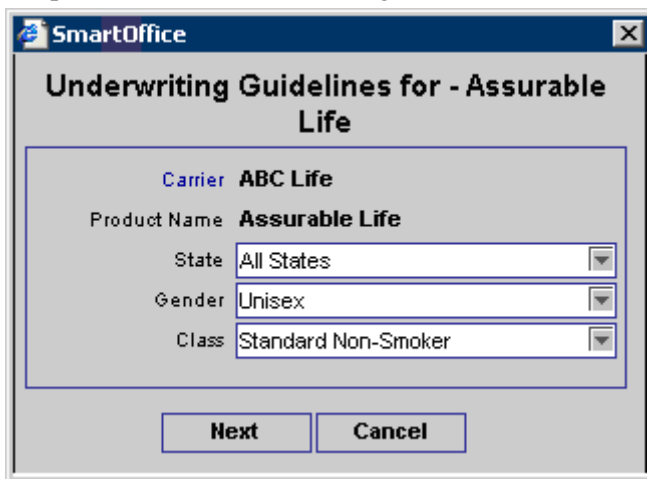 SmartOffice
Underwriting Guidelines for - Assurable
Life
Carrier ABC Life
Product Name Assurable Life
State All States
Gender Unisex
Class Standard Non-Smoker
Next Cancel